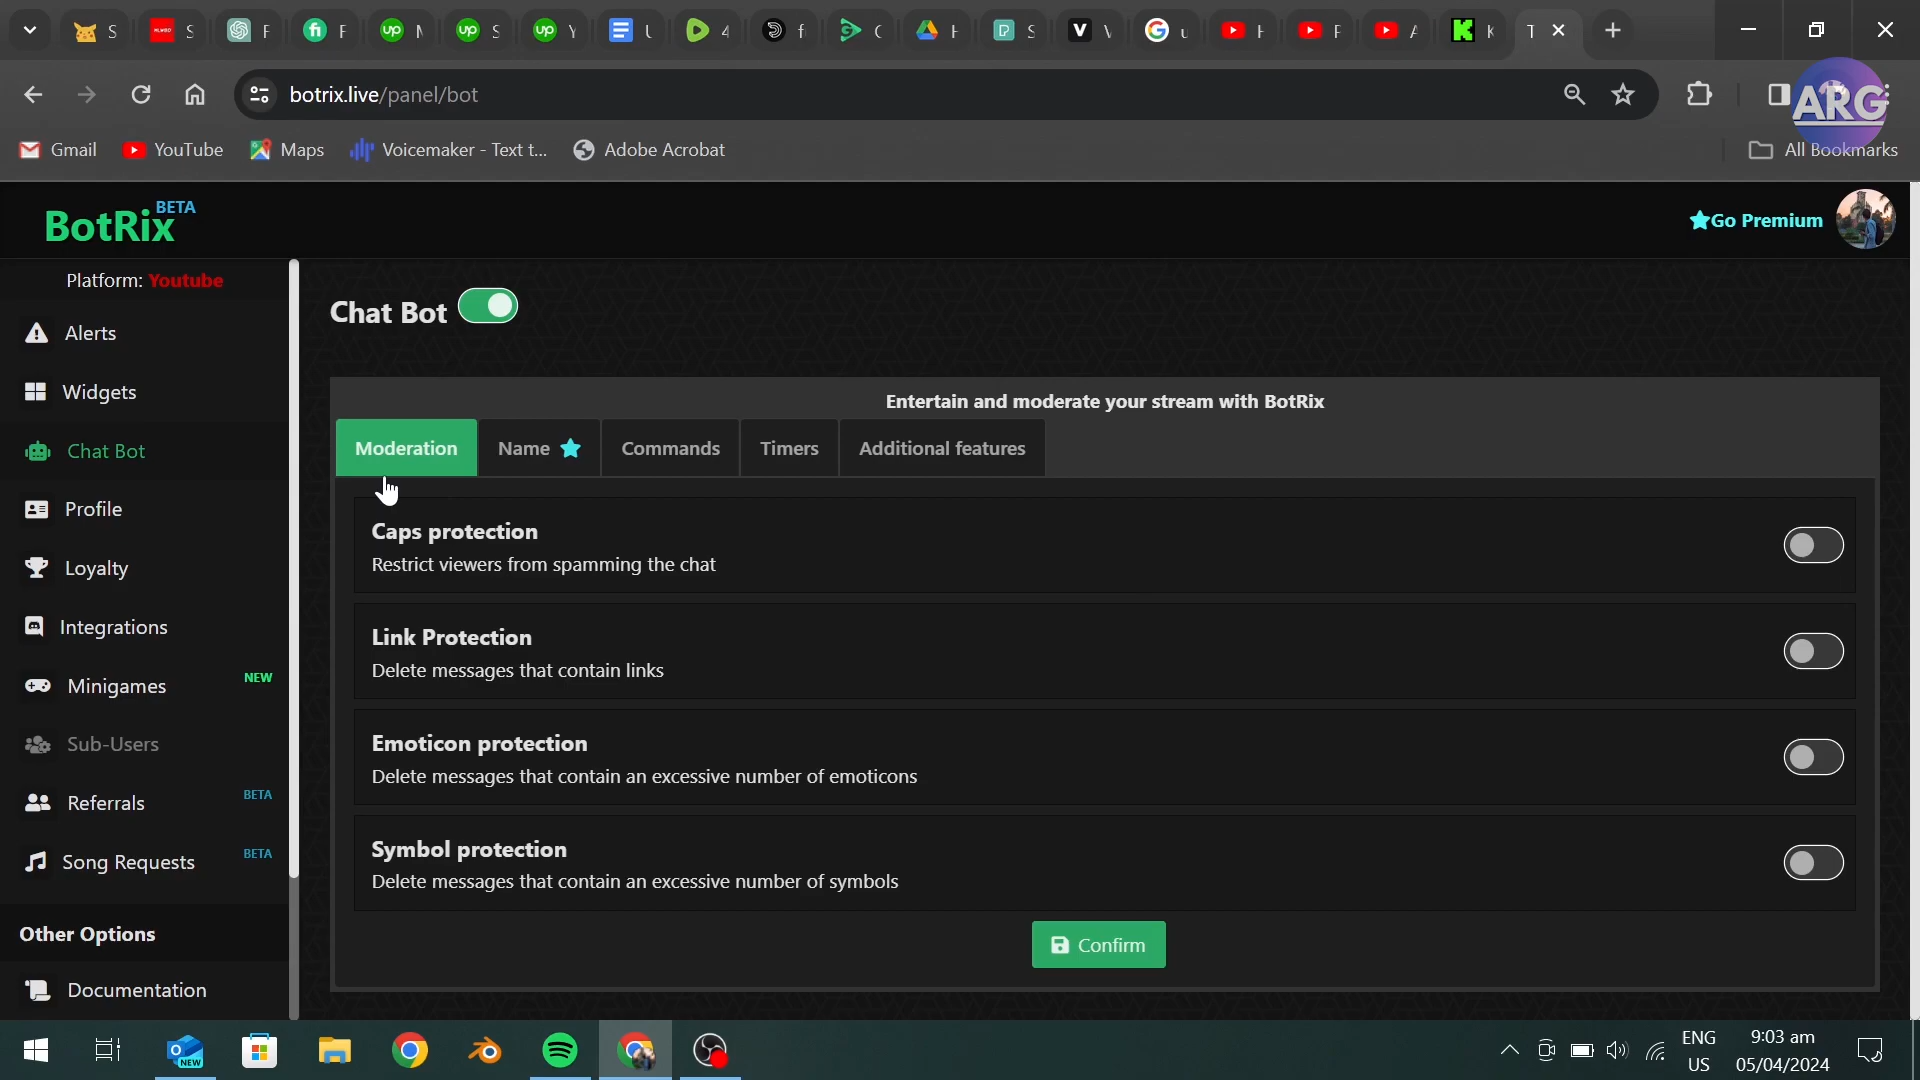 S
S
F
F
M
S
Y
U
4
f
C
F
S
V
u
F
F
A
K
T
botrix.live/panel/bot
ARG
Gmail
YouTube
Maps
Voicemaker - Text t...
Adobe Acrobat
All Bookmarks
BotRix BETA
Go Premium
Platform: Youtube
Alerts
Widgets
Chat Bot
Profile
Loyalty
Integrations
Minigames NEW
Sub-Users
Referrals BETA
Song Requests BETA
Other Options
Documentation
Chat Bot
Entertain and moderate your stream with BotRix
Moderation Name Commands Timers Additional features
Caps protection
Restrict viewers from spamming the chat
Link Protection
Delete messages that contain links
Emoticon protection
Delete messages that contain an excessive number of emoticons
Symbol protection
Delete messages that contain an excessive number of symbols
Confirm
NEW
ENG
US
9:03 am
05/04/2024